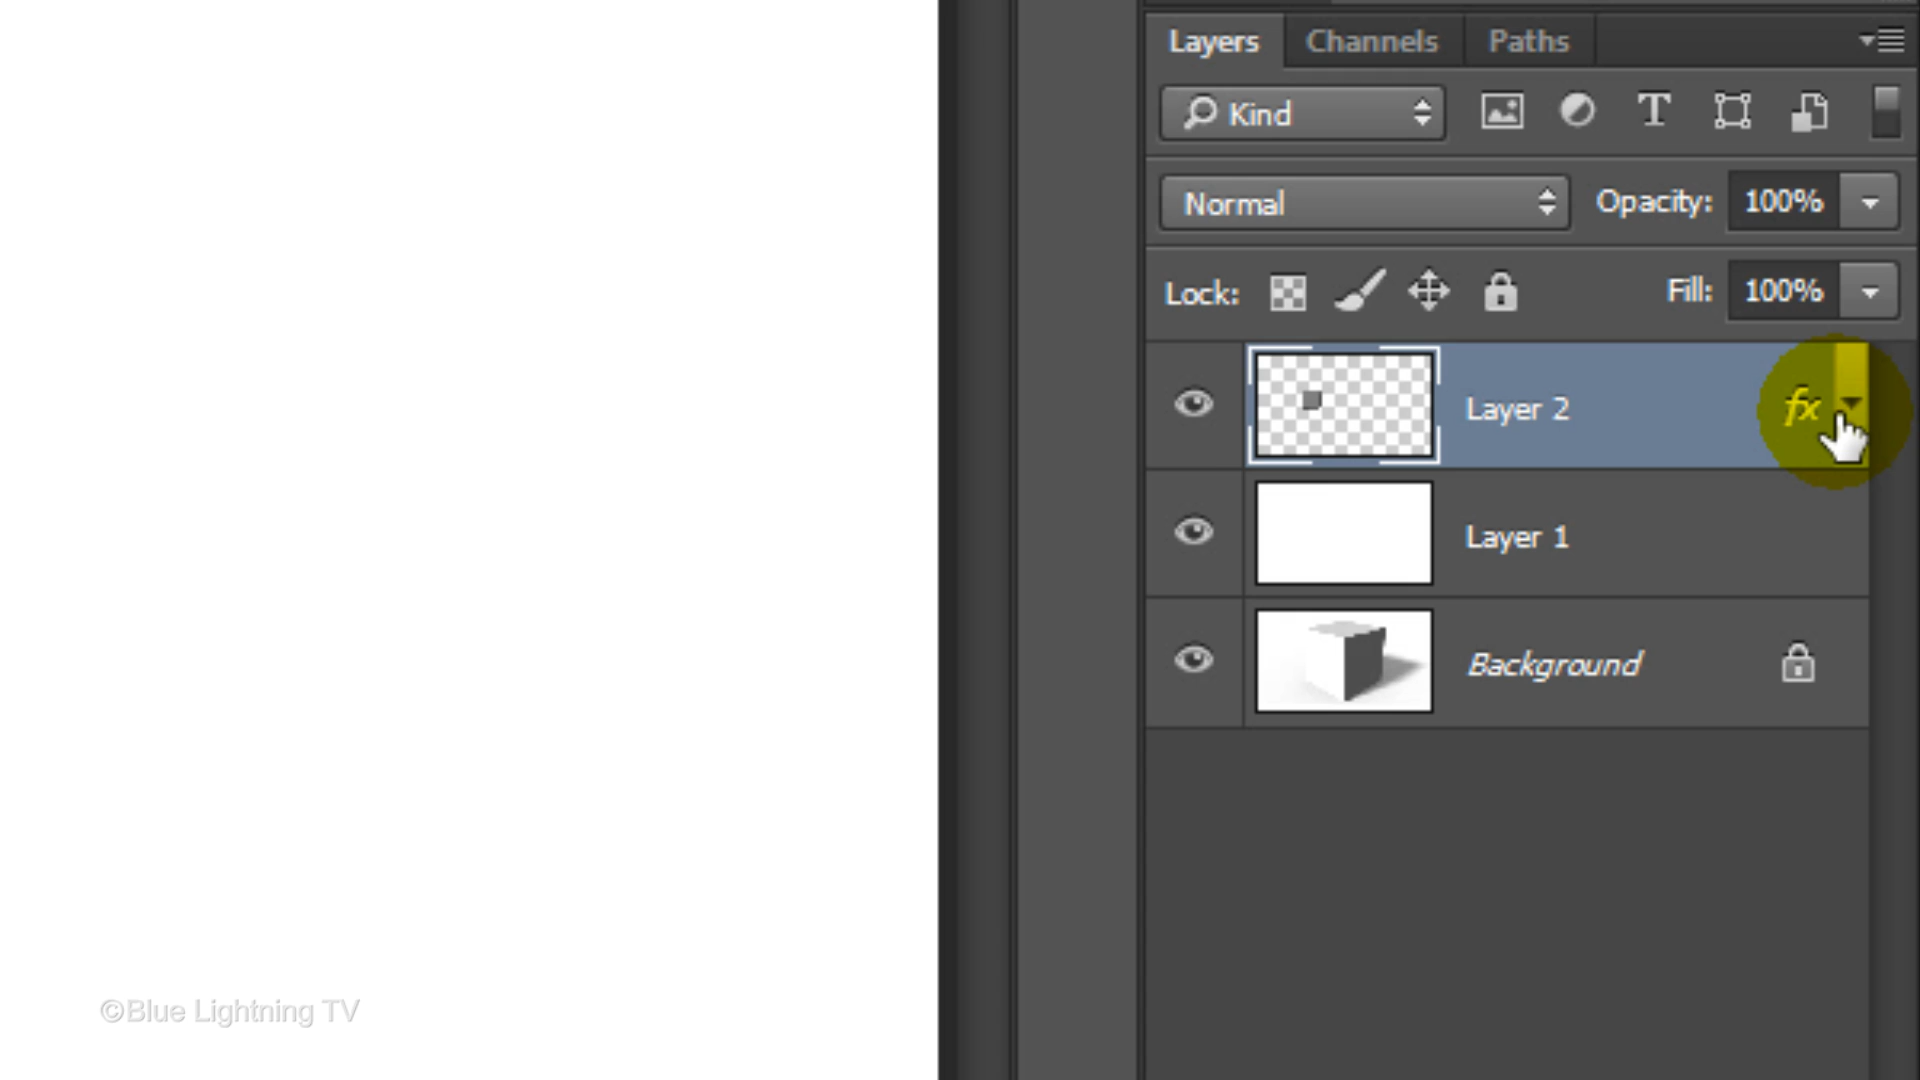 Layers Channels Paths
Kind T
Normal Opacity: 100%
Lock: Fill: 100%
Layer 2 fx
Layer 1
Background
©Blue Lightning TV